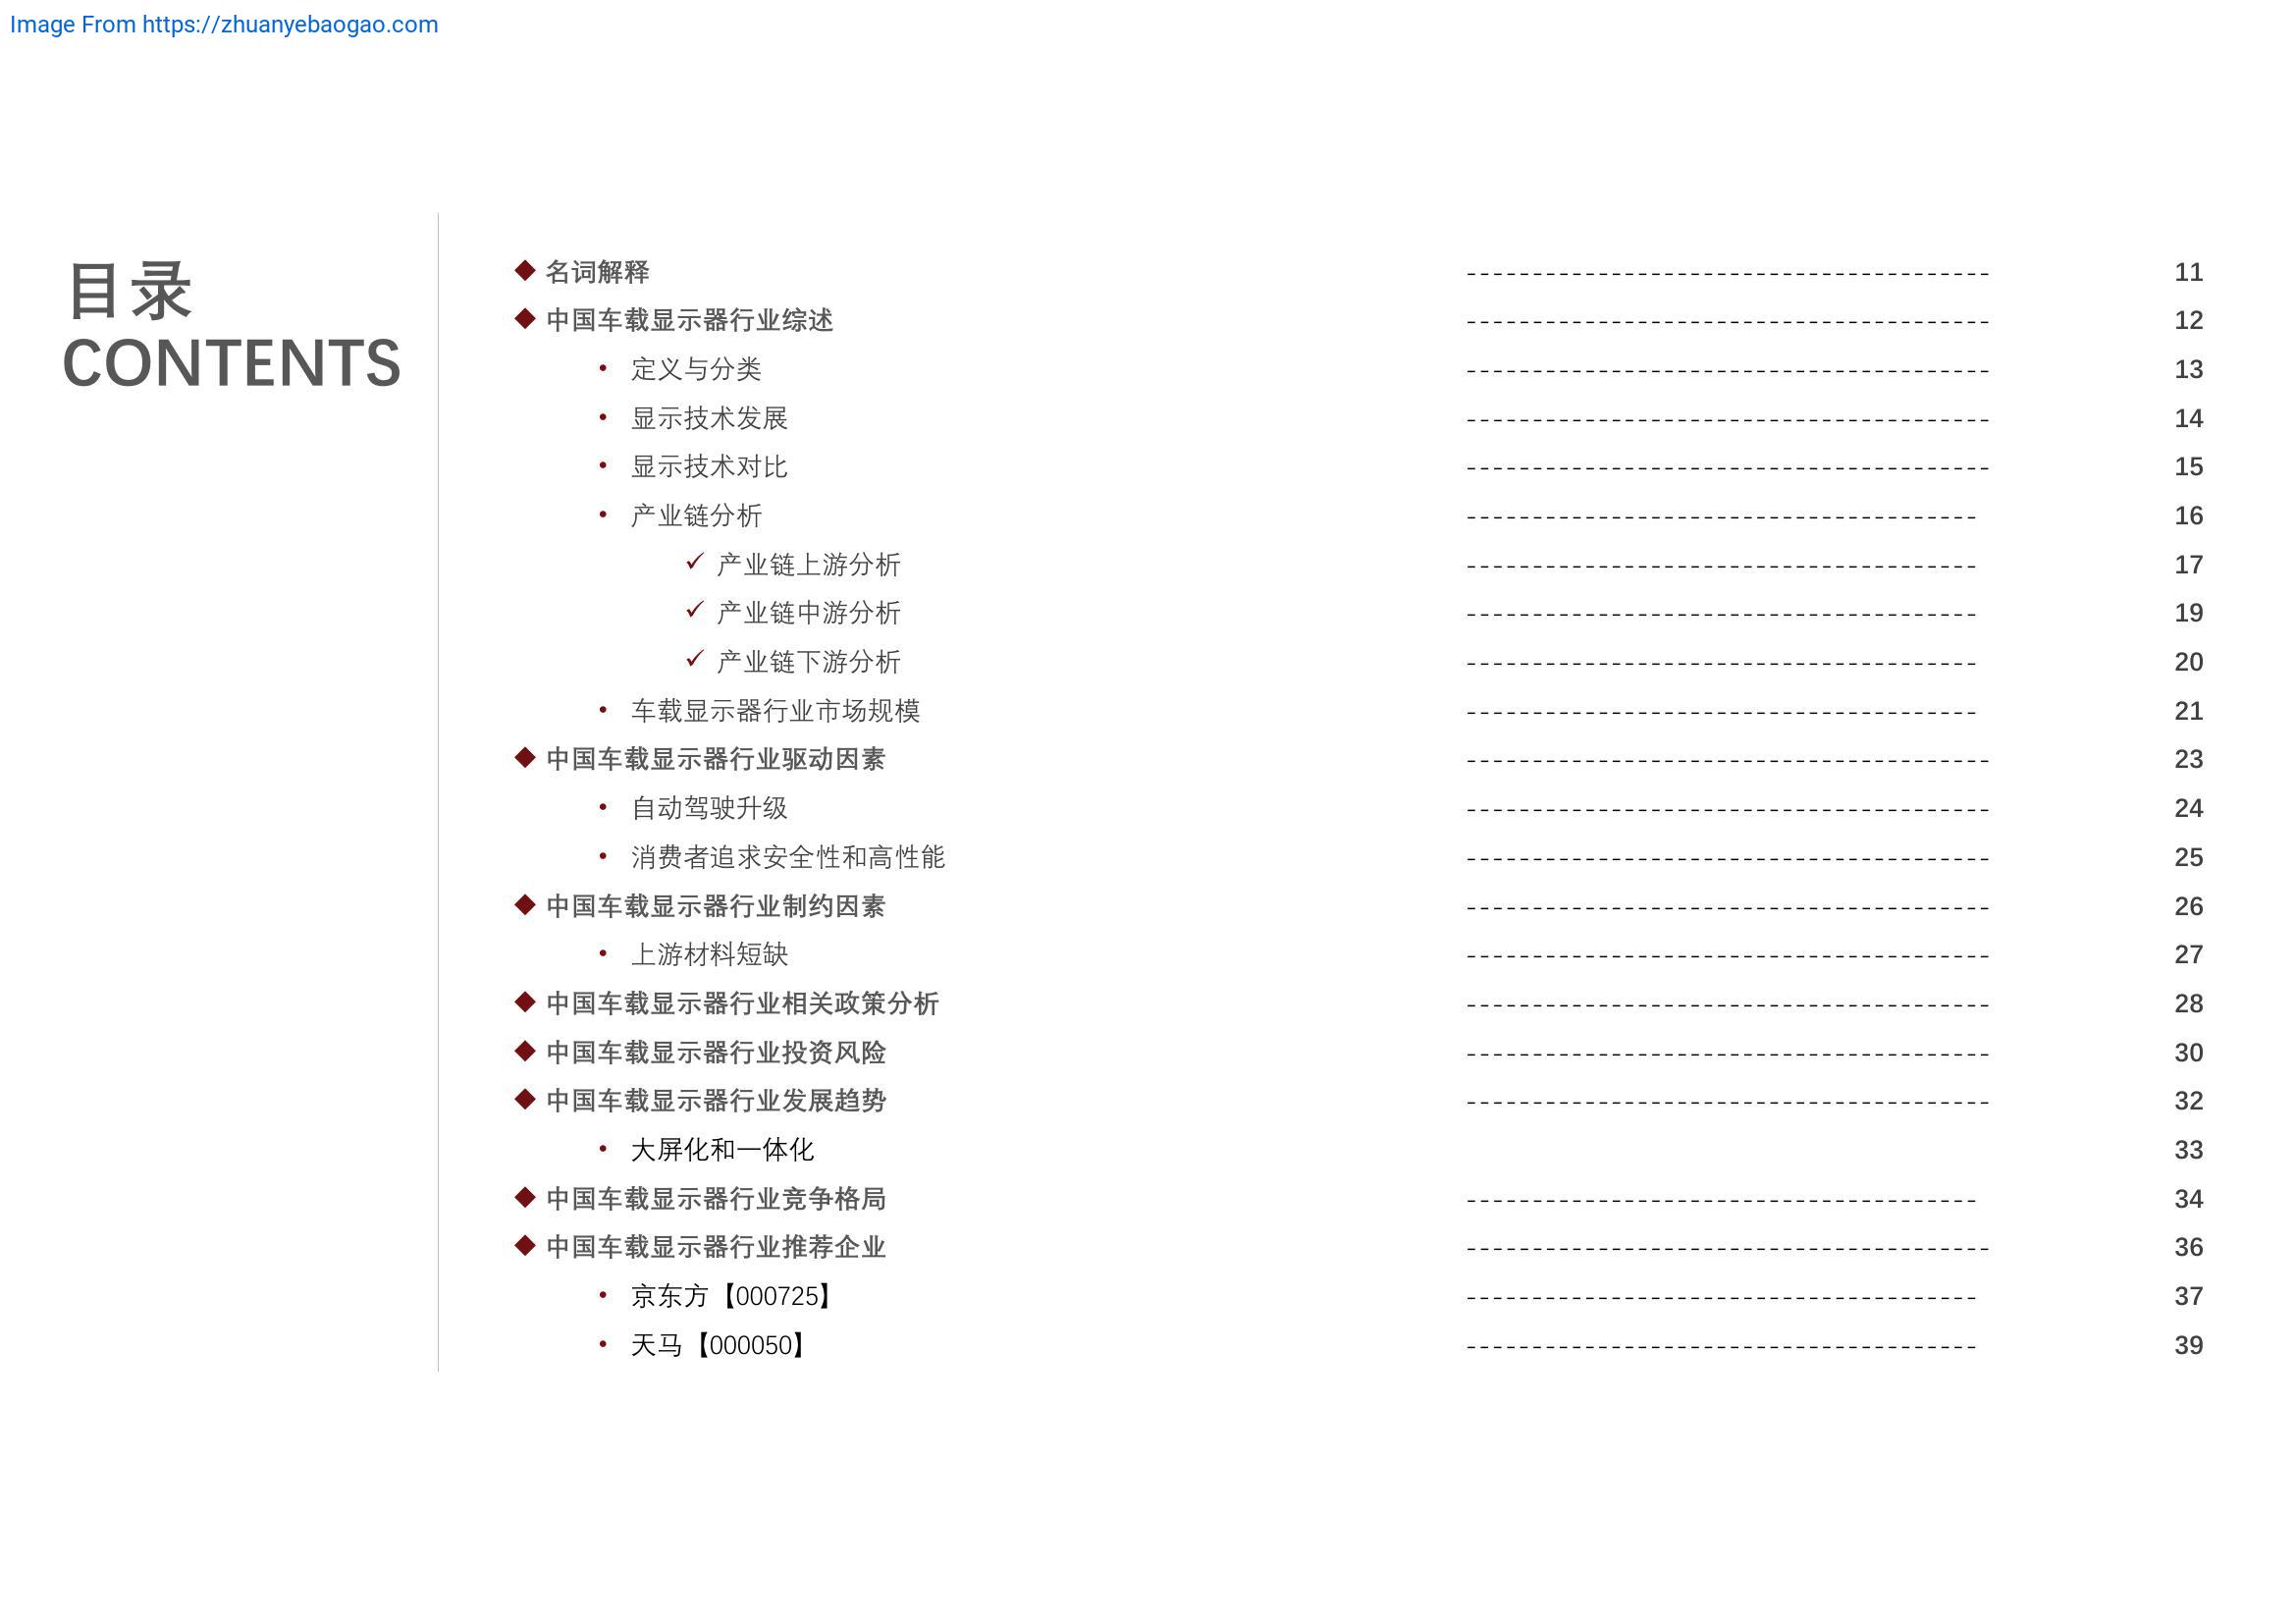 Image From https://zhuanyebaogao.com
目录
CONTENTS
◆ 名词解释 ---------------------------------------- 11
◆ 中国车载显示器行业综述 ---------------------------------------- 12
• 定义与分类 ---------------------------------------- 13
• 显示技术发展 ---------------------------------------- 14
• 显示技术对比 ---------------------------------------- 15
• 产业链分析 --------------------------------------- 16
✓ 产业链上游分析 --------------------------------------- 17
✓ 产业链中游分析 --------------------------------------- 19
✓ 产业链下游分析 --------------------------------------- 20
• 车载显示器行业市场规模 --------------------------------------- 21
◆ 中国车载显示器行业驱动因素 ---------------------------------------- 23
• 自动驾驶升级 ---------------------------------------- 24
• 消费者追求安全性和高性能 ---------------------------------------- 25
◆ 中国车载显示器行业制约因素 ---------------------------------------- 26
• 上游材料短缺 ---------------------------------------- 27
◆ 中国车载显示器行业相关政策分析 ---------------------------------------- 28
◆ 中国车载显示器行业投资风险 ---------------------------------------- 30
◆ 中国车载显示器行业发展趋势 ---------------------------------------- 32
• 大屏化和一体化 33
◆ 中国车载显示器行业竞争格局 --------------------------------------- 34
◆ 中国车载显示器行业推荐企业 ---------------------------------------- 36
• 京东方【000725】 --------------------------------------- 37
• 天马【000050】 --------------------------------------- 39